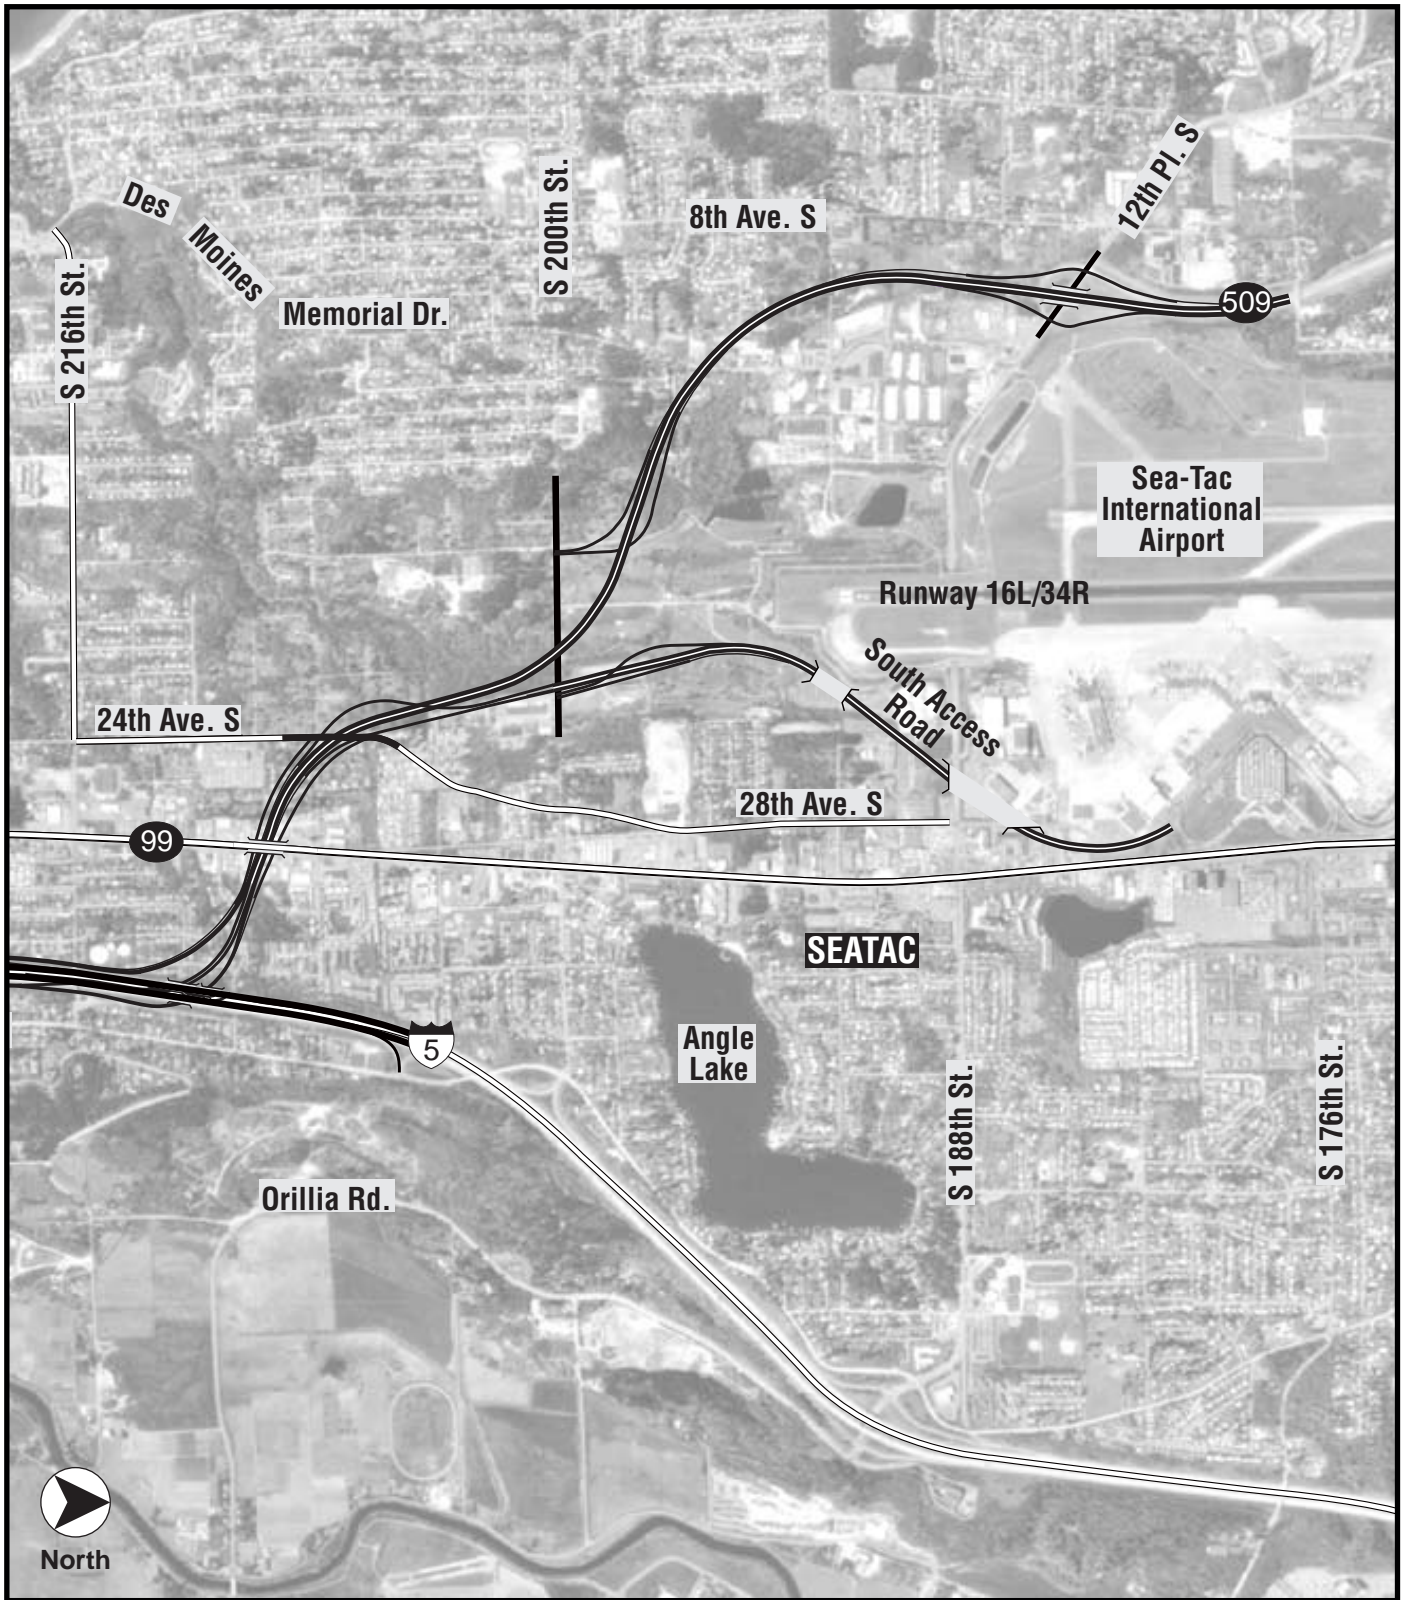 12th Pl. S
Des
Moines
Memorial Dr.
S 200th St.
8th Ave. S
S 216th St.
509
Sea-Tac
International
Airport
Runway 16L/34R
South Access
Road
24th Ave. S
28th Ave. S
99
SEATAC
5
Angle
Lake
S 188th St.
S 176th St.
Orillia Rd.
North